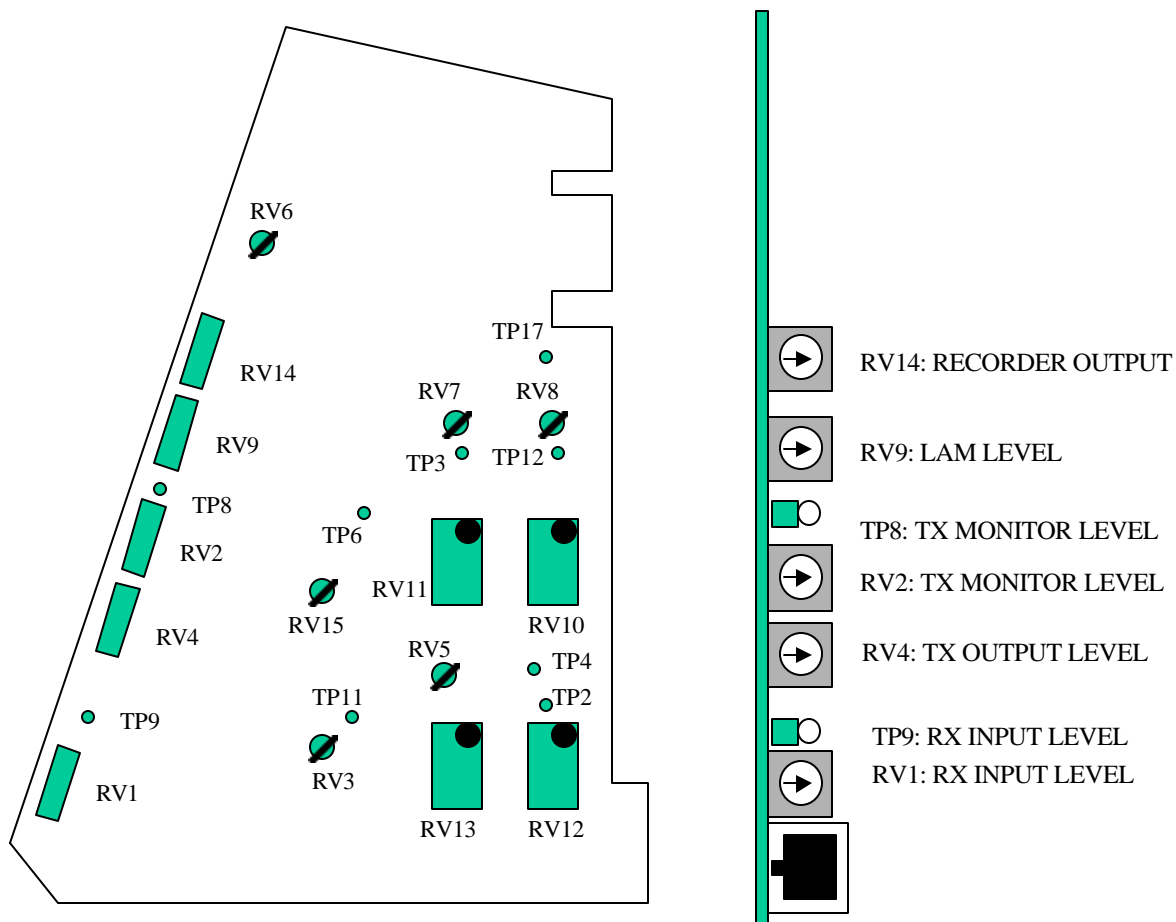 RV6
TP17
RV14
RV7
RV8
RV9
TP3
TP12
TP8
TP6
RV2
RV11
RV15
RV10
RV4
RV5
TP4
TP11
TP2
TP9
RV3
RV1
RV13
RV12
RV14: RECORDER OUTPUT
RV9: LAM LEVEL
TP8: TX MONITOR LEVEL
RV2: TX MONITOR LEVEL
RV4: TX OUTPUT LEVEL
TP9: RX INPUT LEVEL
RV1: RX INPUT LEVEL